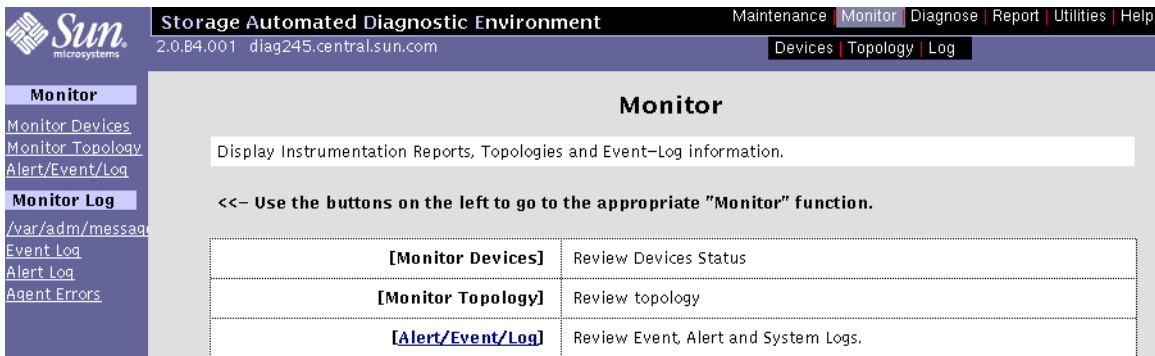 Sun
microsystems
Storage Automated Diagnostic Environment
Maintenance | Monitor | Diagnose | Report | Utilities | Help
2.0.B4.001 diag245.central.sun.com
Devices | Topology | Log
Monitor
Monitor Devices
Monitor Topology
Alert/Event/Log
Monitor Log
/var/adm/messag
Event Log
Alert Log
Agent Errors
Monitor
Display Instrumentation Reports, Topologies and Event-Log information.
<<- Use the buttons on the left to go to the appropriate "Monitor" function.
[Monitor Devices] Review Devices Status
[Monitor Topology] Review topology
[Alert/Event/Log] Review Event, Alert and System Logs.